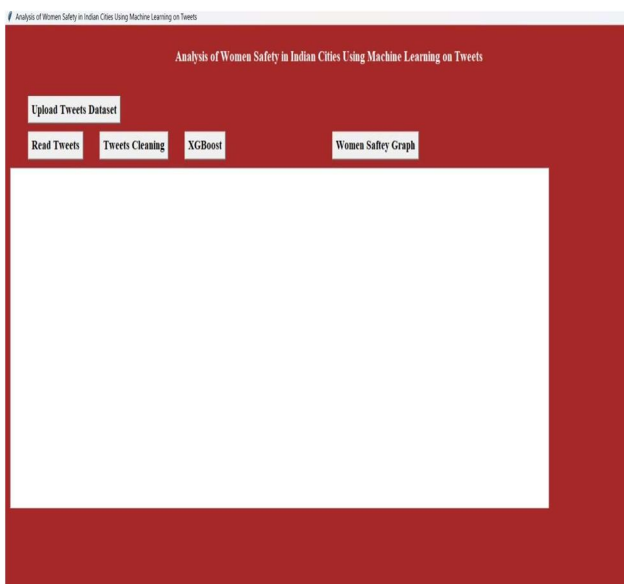 Analysis of Women Safety in Indian Cities Using Machine Learning on Tweets
Analysis of Women Safety in Indian Cities Using Machine Learning on Tweets
Upload Tweets Dataset
Read Tweets Tweets Cleaning XGBoost Women Saftey Graph